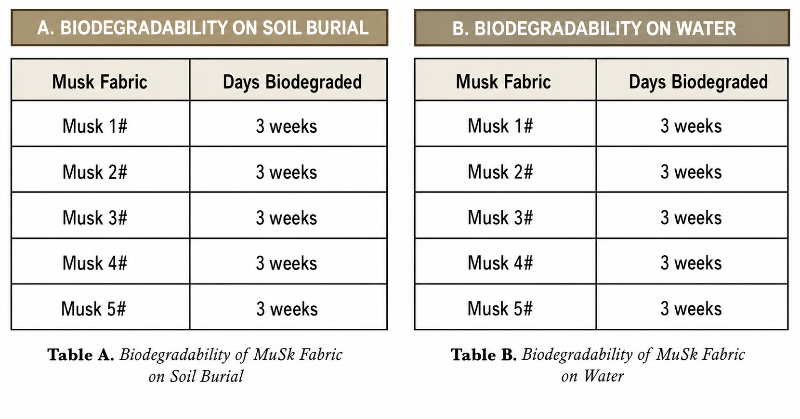 A. BIODEGRADABILITY ON SOIL BURIAL
Musk Fabric Days Biodegraded
Musk 1# 3 weeks
Musk 2# 3 weeks
Musk 3# 3 weeks
Musk 4# 3 weeks
Musk 5# 3 weeks
Table A. Biodegradability of MuSk Fabric
on Soil Burial
B. BIODEGRADABILITY ON WATER
Musk Fabric Days Biodegraded
Musk 1# 3 weeks
Musk 2# 3 weeks
Musk 3# 3 weeks
Musk 4# 3 weeks
Musk 5# 3 weeks
Table B. Biodegradability of MuSk Fabric
on Water